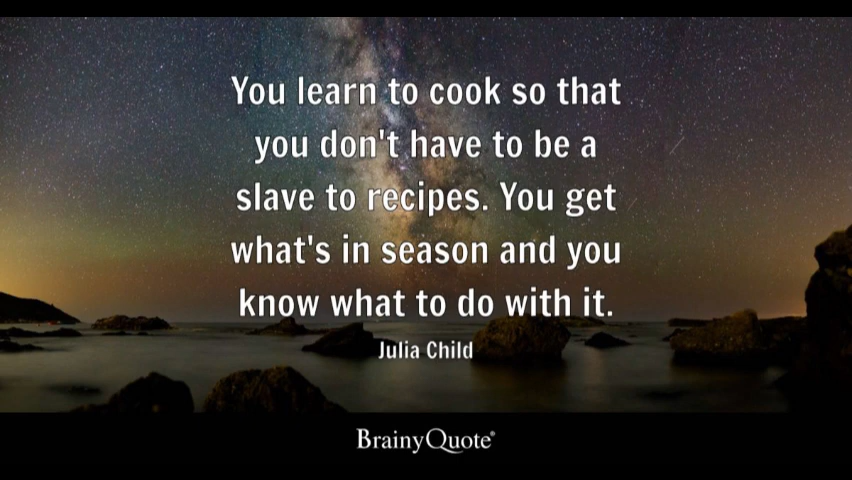 You learn to cook so that
you don't have to be a
slave to recipes. You get
what's in season and you
know what to do with it.
Julia Child
BrainyQuote®